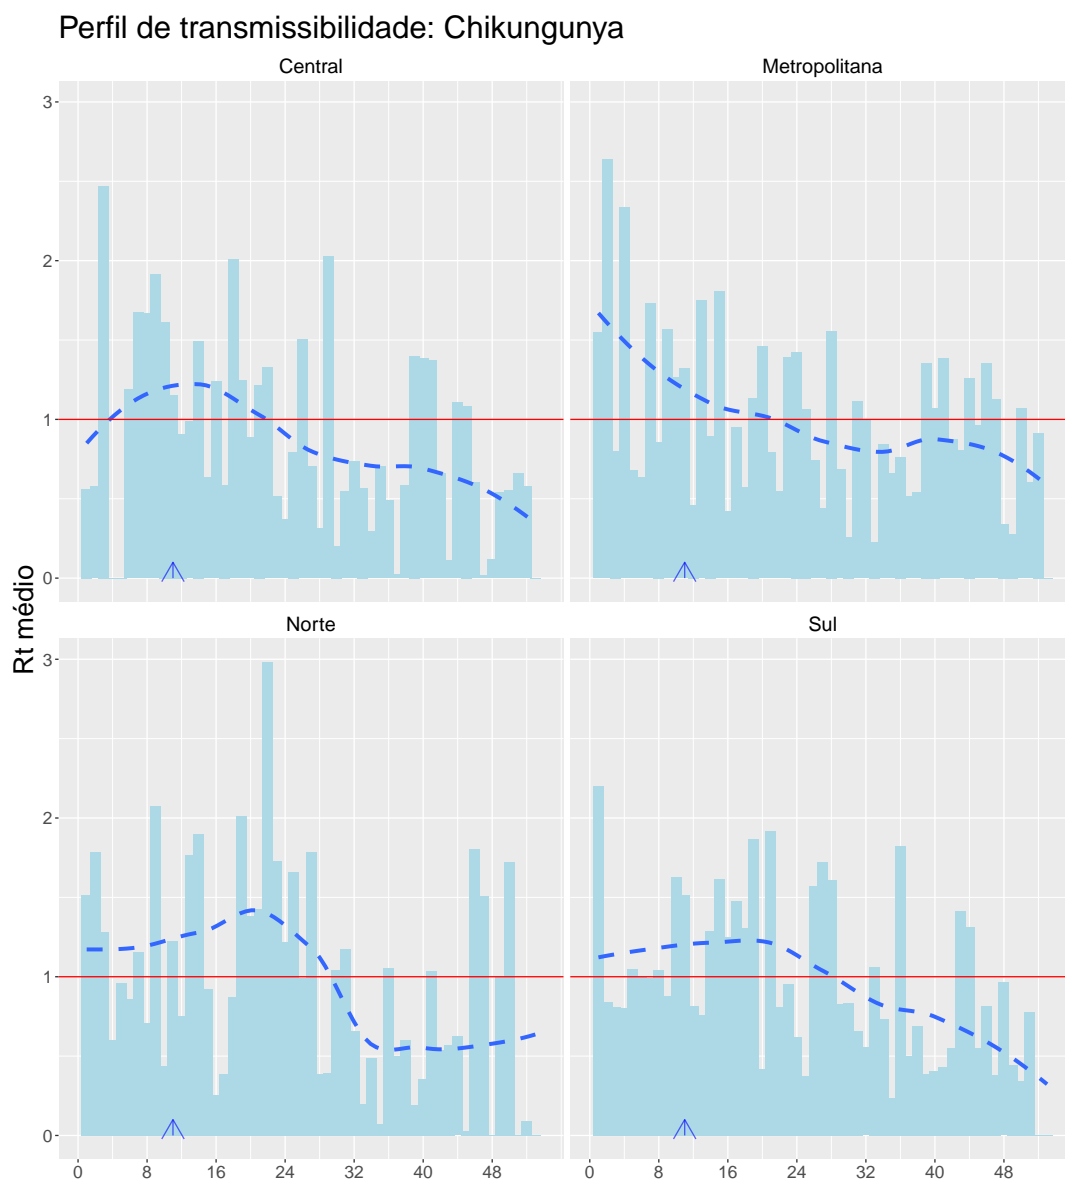 Perfil de transmissibilidade: Chikungunya
Central
Metropolitana
3
2
1
0
Rt médio
Norte
Sul
3
2
1
0
0 8 16 24 32 40 48
0 8 16 24 32 40 48